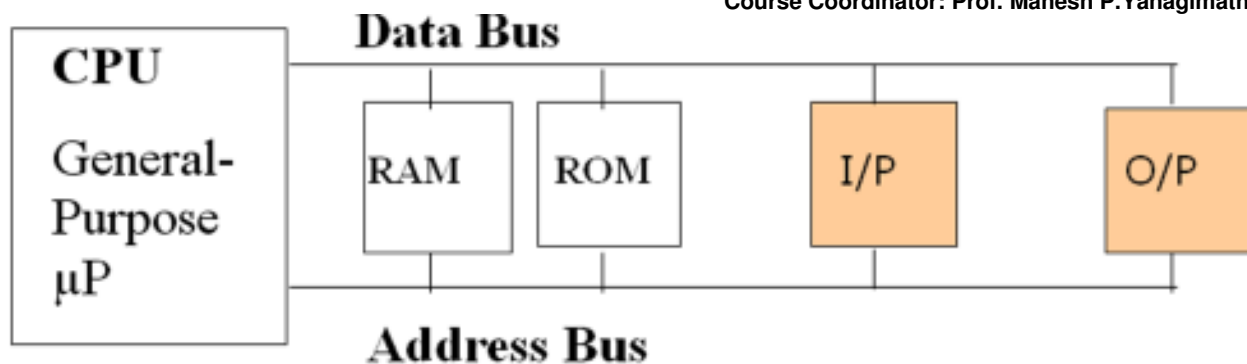 Course Coordinator: Prof. Mahesh P.Yanagimath
Data Bus
CPU
General-
Purpose
µP
RAM
ROM
I/P
O/P
Address Bus